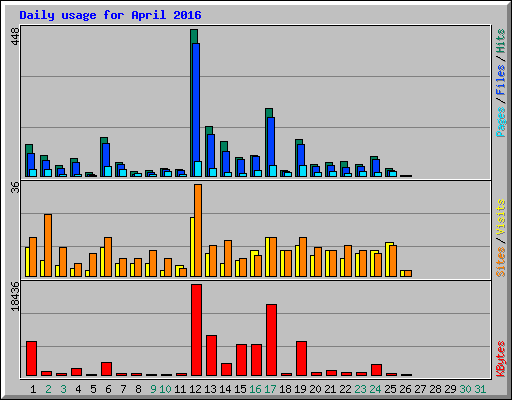 Daily usage for April 2016
448
Pages / Files / Hits
36
Sites / Visits
18436
KBytes
1 2 3 4 5 6 7 8 9 10 11 12 13 14 15 16 17 18 19 20 21 22 23 24 25 26 27 28 29 30 31